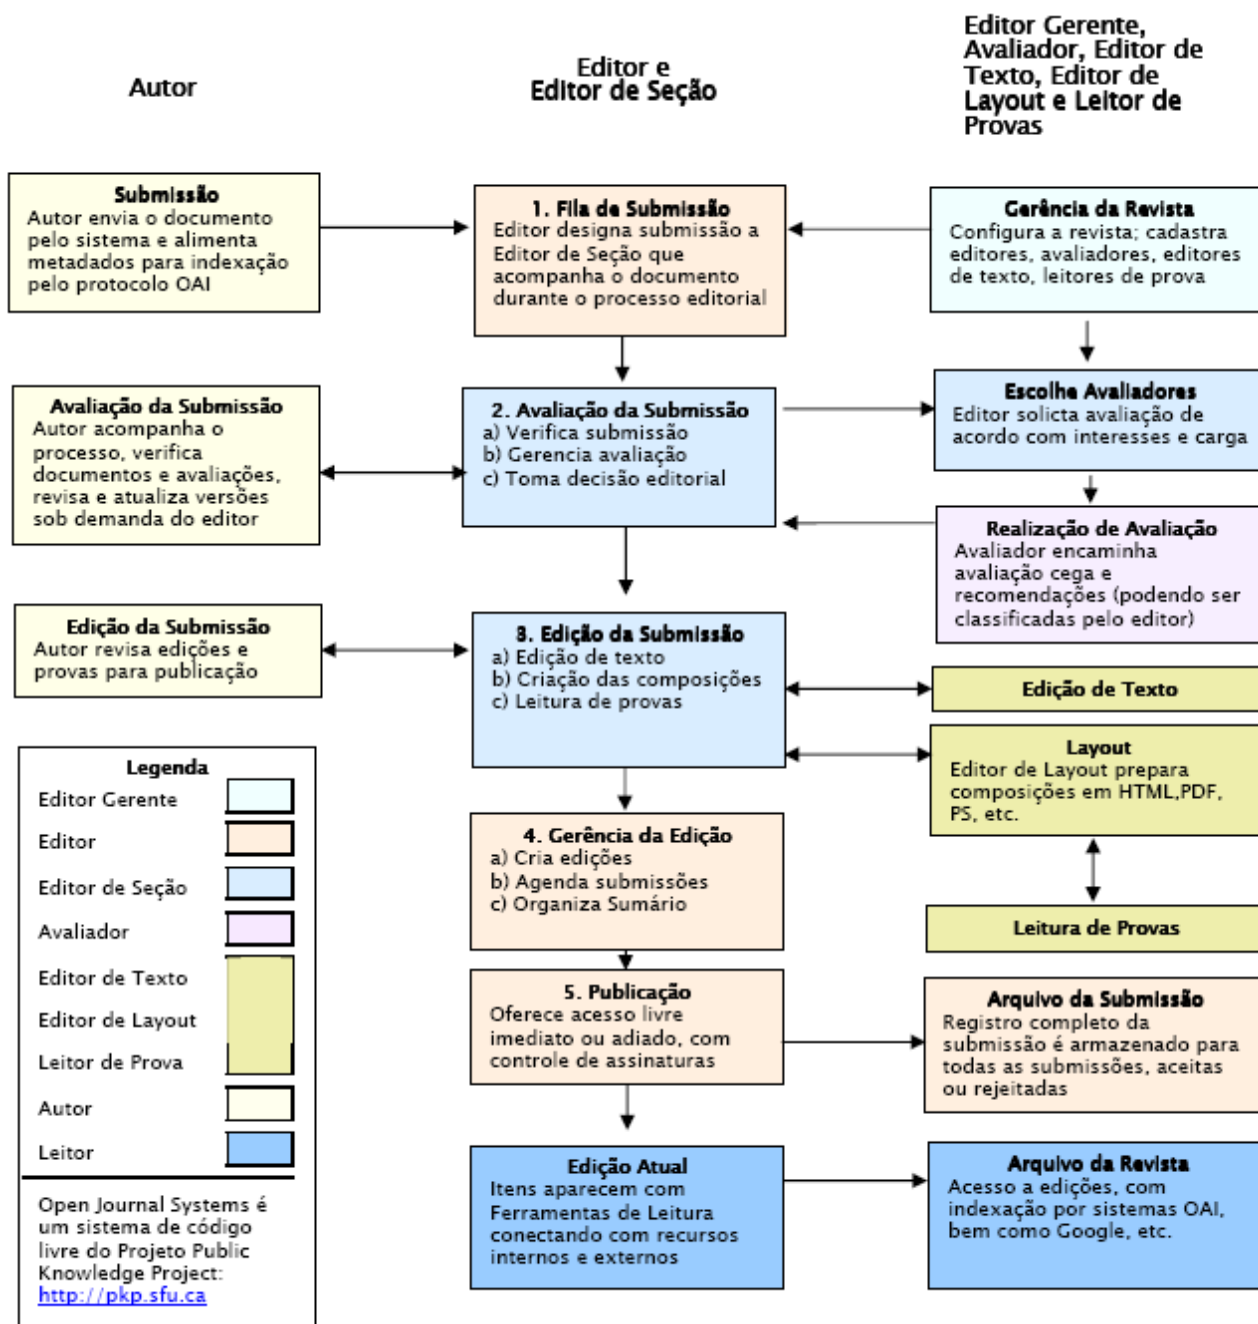 Autor
Editor e
Editor de Seção
Editor Gerente,
Avaliador, Editor de
Texto, Editor de
Layout e Leitor de
Provas
Submissão
Autor envia o documento
pelo sistema e alimenta
metadados para indexação
pelo protocolo OAI
1. Fila de Submissão
Editor designa submissão a
Editor de Seção que
acompanha o documento
durante o processo editorial
Gerência da Revista
Configura a revista; cadastra
editores, avaliadores, editores
de texto, leitores de prova
Avaliação da Submissão
Autor acompanha o
processo, verifica
documentos e avaliações,
revisa e atualiza versões
sob demanda do editor
2. Avaliação da Submissão
a) Verifica submissão
b) Gerencia avaliação
c) Toma decisão editorial
Escolhe Avaliadores
Editor solicta avaliação de
acordo com interesses e carga
Realização de Avaliação
Avaliador encaminha
avaliação cega e
recomendações (podendo ser
classificadas pelo editor)
Edição da Submissão
Autor revisa edições e
provas para publicação
3. Edição da Submissão
a) Edição de texto
b) Criação das composições
c) Leitura de provas
Edição de Texto
Layout
Editor de Layout prepara
composições em HTML,PDF,
PS, etc.
Leitura de Provas
4. Gerência da Edição
a) Cria edições
b) Agenda submissões
c) Organiza Sumário
5. Publicação
Oferece acesso livre
imediato ou adiado, com
controle de assinaturas
Arquivo da Submissão
Registro completo da
submissão é armazenado para
todas as submissões, aceitas
ou rejeitadas
Edição Atual
Itens aparecem com
Ferramentas de Leitura
conectando com recursos
internos e externos
Arquivo da Revista
Acesso a edições, com
indexação por sistemas OAI,
bem como Google, etc.
Legenda
Editor Gerente
Editor
Editor de Seção
Avaliador
Editor de Texto
Editor de Layout
Leitor de Prova
Autor
Leitor
Open Journal Systems é
um sistema de código
livre do Projeto Public
Knowledge Project:
http://pkp.sfu.ca